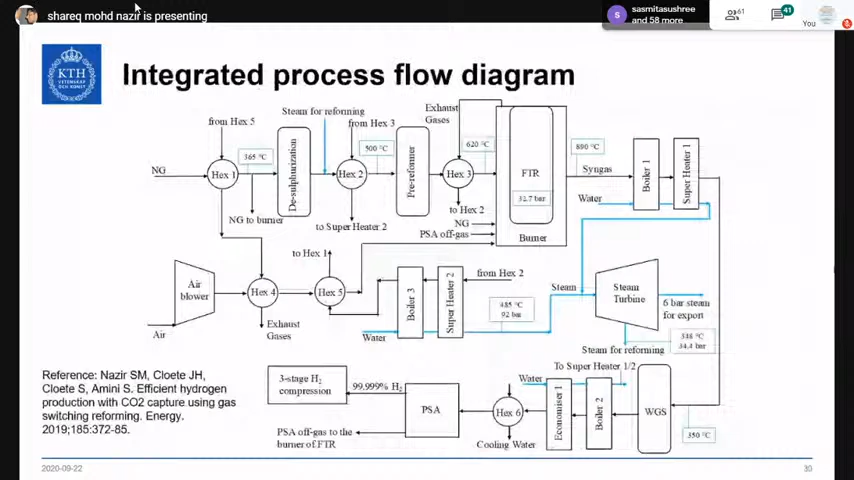 shareq mohd nazir is presenting
sasmitasushree
and 58 more
S
61
41
You
KTH
VETENSKAP
OCH KONST
Integrated process flow diagram
Steam for reforming
Exhaust
Gases
from Hex 5
from Hex 3
365 °C
500 °C
620 °C
890 °C
NG
Hex 1
De-sulphurization
Hex 2
Pre-reformer
Hex 3
FTR
32.7 bar
Syngas
Boiler 1
Super Heater 1
Water
NG to burner
to Super Heater 2
to Hex 2
NG
PSA off-gas
Burner
to Hex 1
Air
blower
Hex 4
Hex 5
Boiler 3
Super Heater 2
from Hex 2
485 °C
92 bar
Steam
Steam
Turbine
6 bar steam
for export
Air
Exhaust
Gases
Water
Steam for reforming
34.4 bar
Reference: Nazir SM, Cloete JH,
Cloete S, Amini S. Efficient hydrogen
production with CO2 capture using gas
switching reforming. Energy.
2019;185:372-85.
3-stage H2
compression
99.999% H2
PSA
Water
To Super Heater 1/2
Hex 6
Economiser 1
Boiler 2
WGS
350 °C
PSA off-gas to the
burner of FTR
Cooling Water
2020-09-22
30